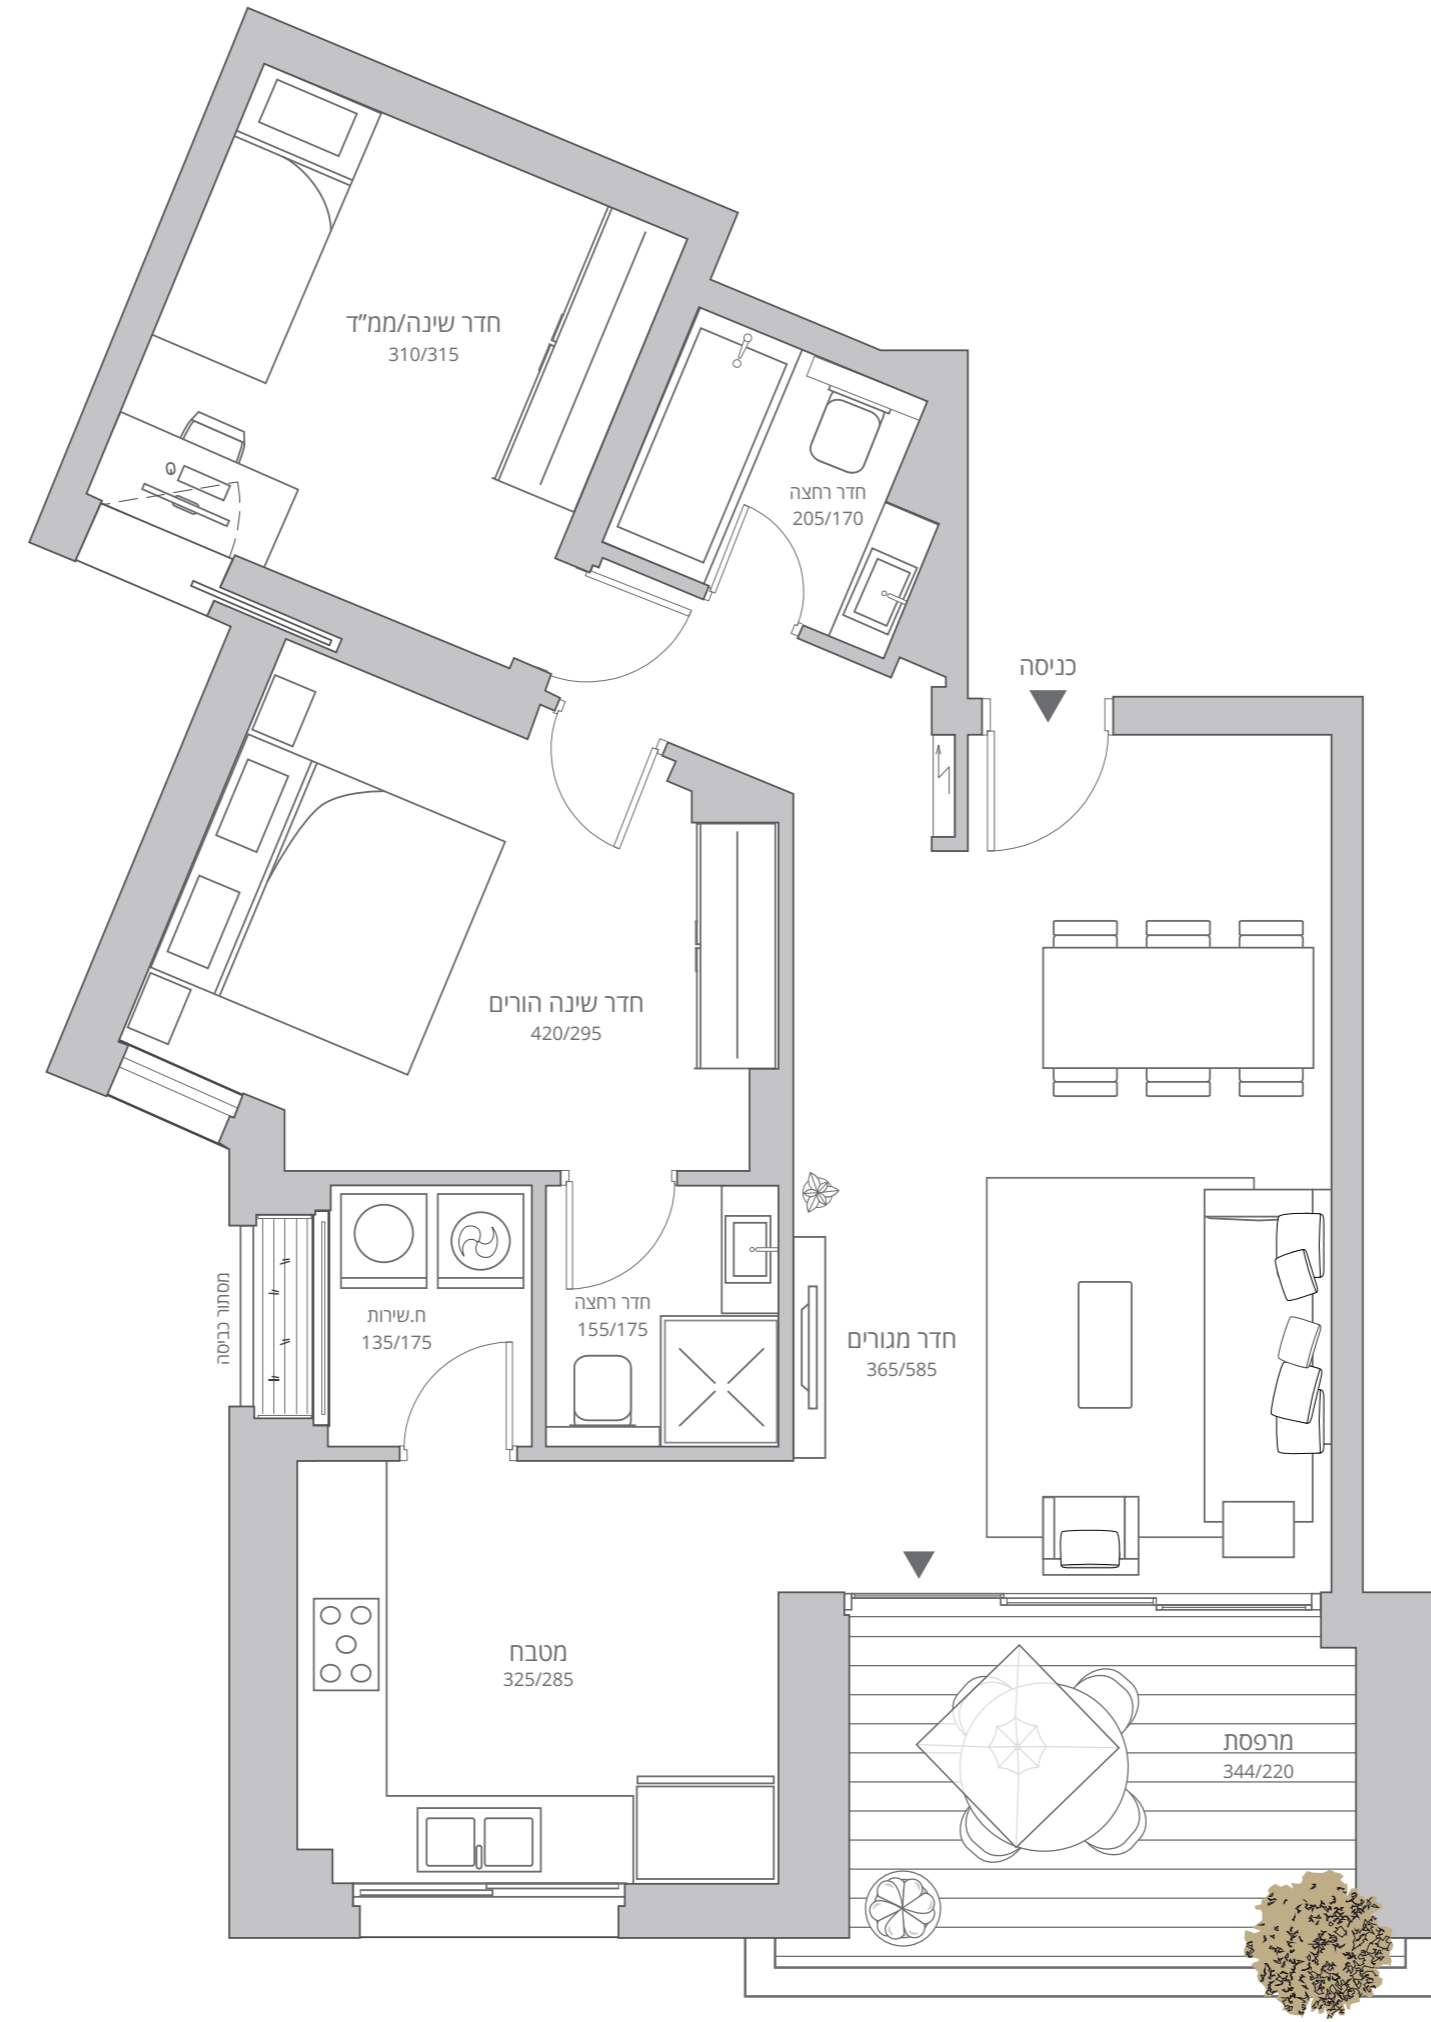 חדר שינה/ממ״ד
310/315
חדר רחצה
205/170
כניסה
חדר שינה הורים
420/295
מסתור כביסה
ח.שירות
135/175
חדר רחצה
155/175
חדר מגורים
365/585
מטבח
325/285
מרפסת
344/220